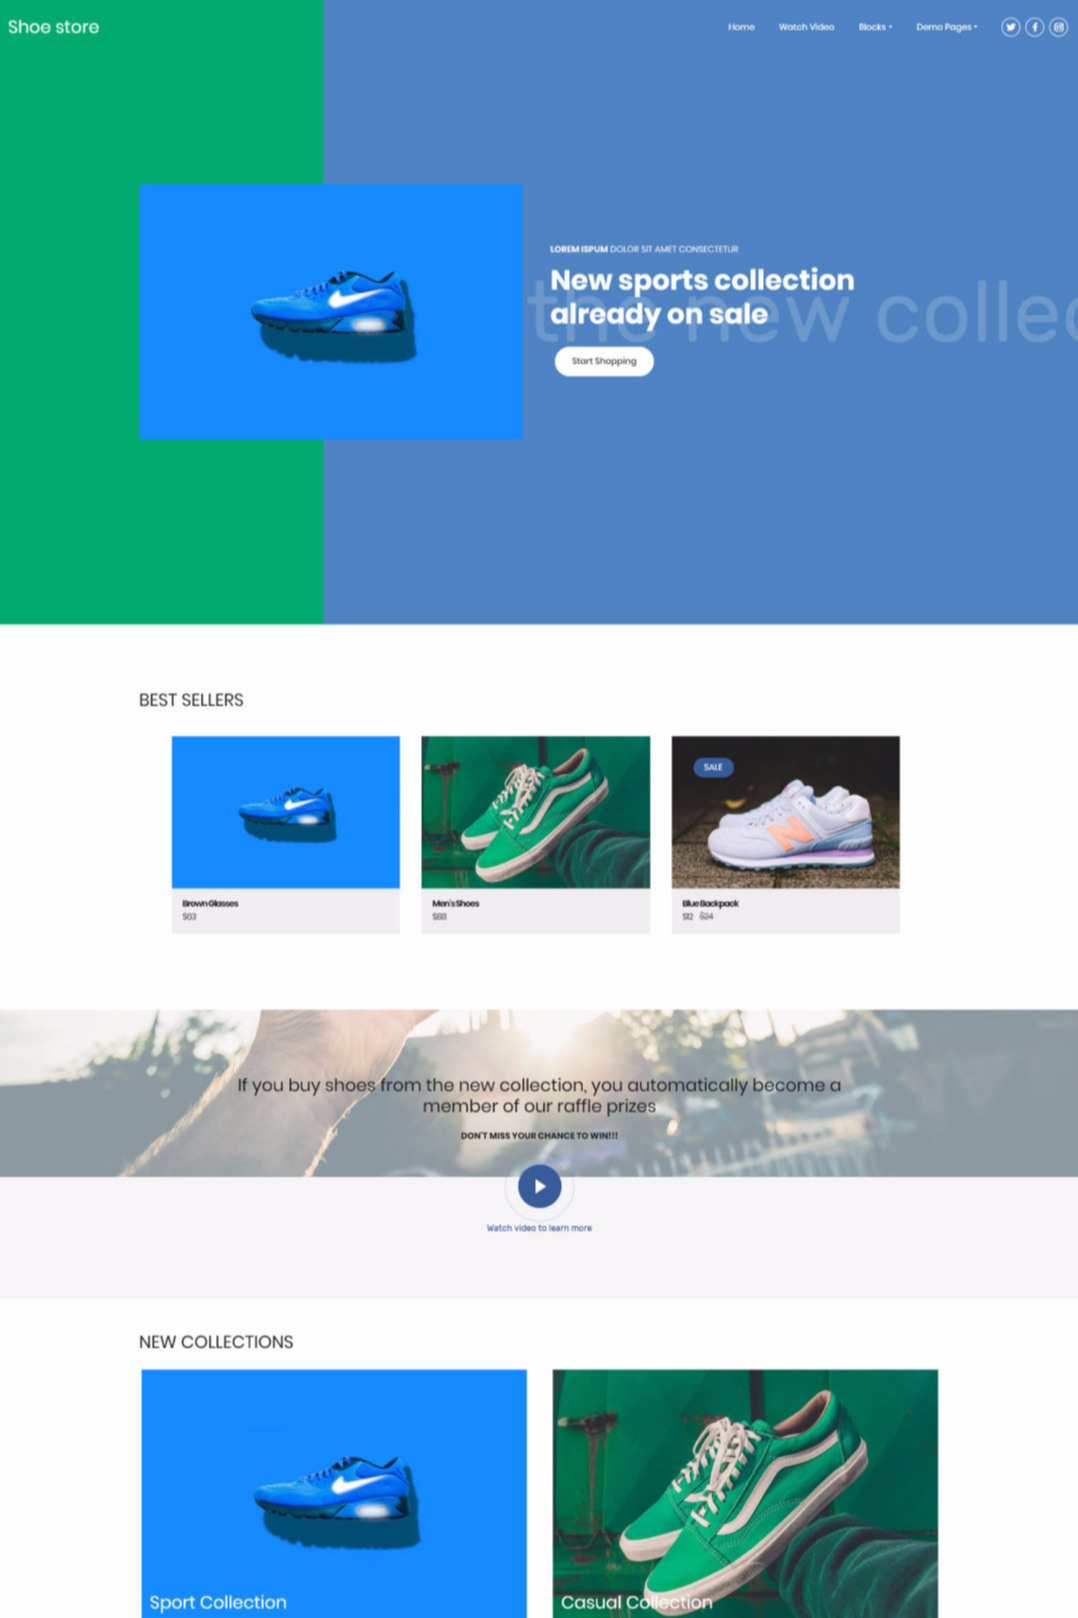 Shoe store
Home Watch Video Blocks Demo Pages
LOREM ISPUM DOLOR SIT AMET CONSECTETUR
the new collec
New sports collection
already on sale
Start Shopping
BEST SELLERS
SALE
Brown Glasses
$63
Men's Shoes
$88
Blue Backpack
$12 $24
If you buy shoes from the new collection, you automatically become a
member of our raffle prizes
DON'T MISS YOUR CHANCE TO WIN!!!
Watch video to learn more
NEW COLLECTIONS
Sport Collection
Casual Collection